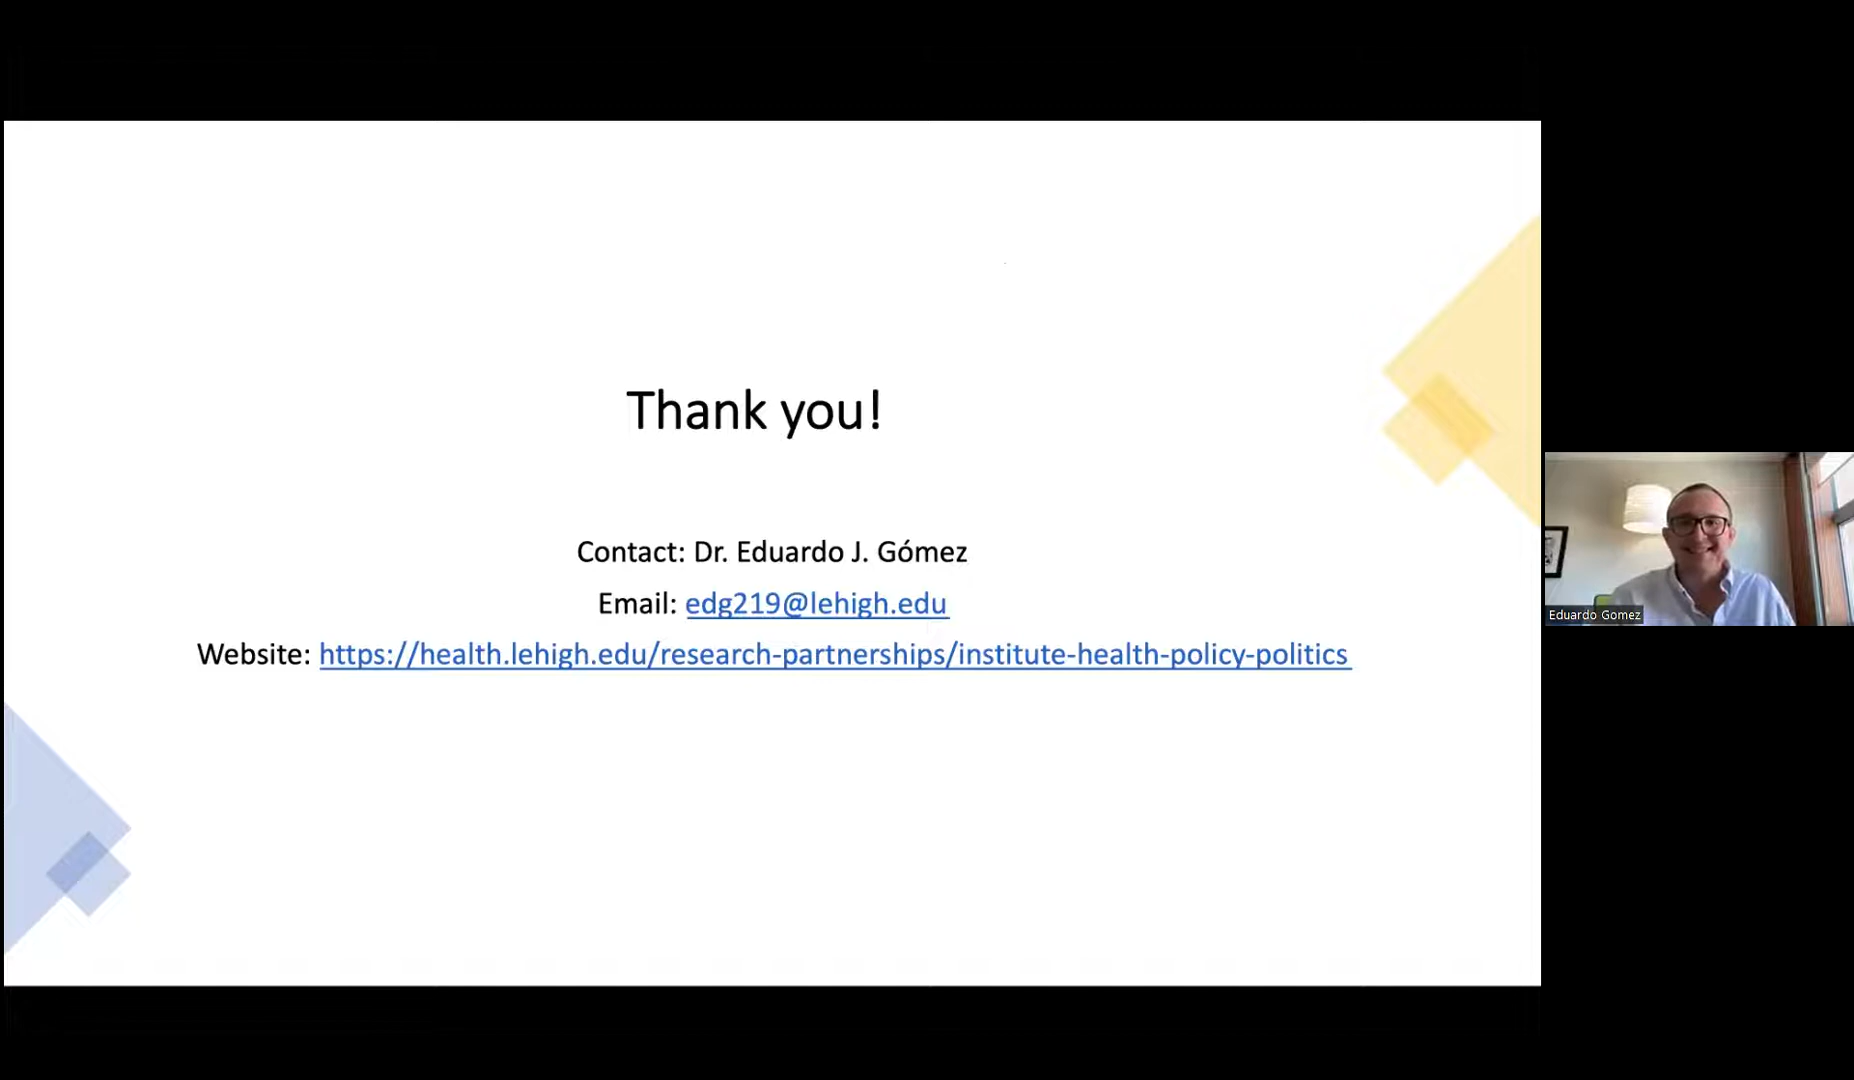 Thank you!
Contact: Dr. Eduardo J. Gómez
Email: edg219@lehigh.edu
Website: https://health.lehigh.edu/research-partnerships/institute-health-policy-politics
Eduardo Gomez